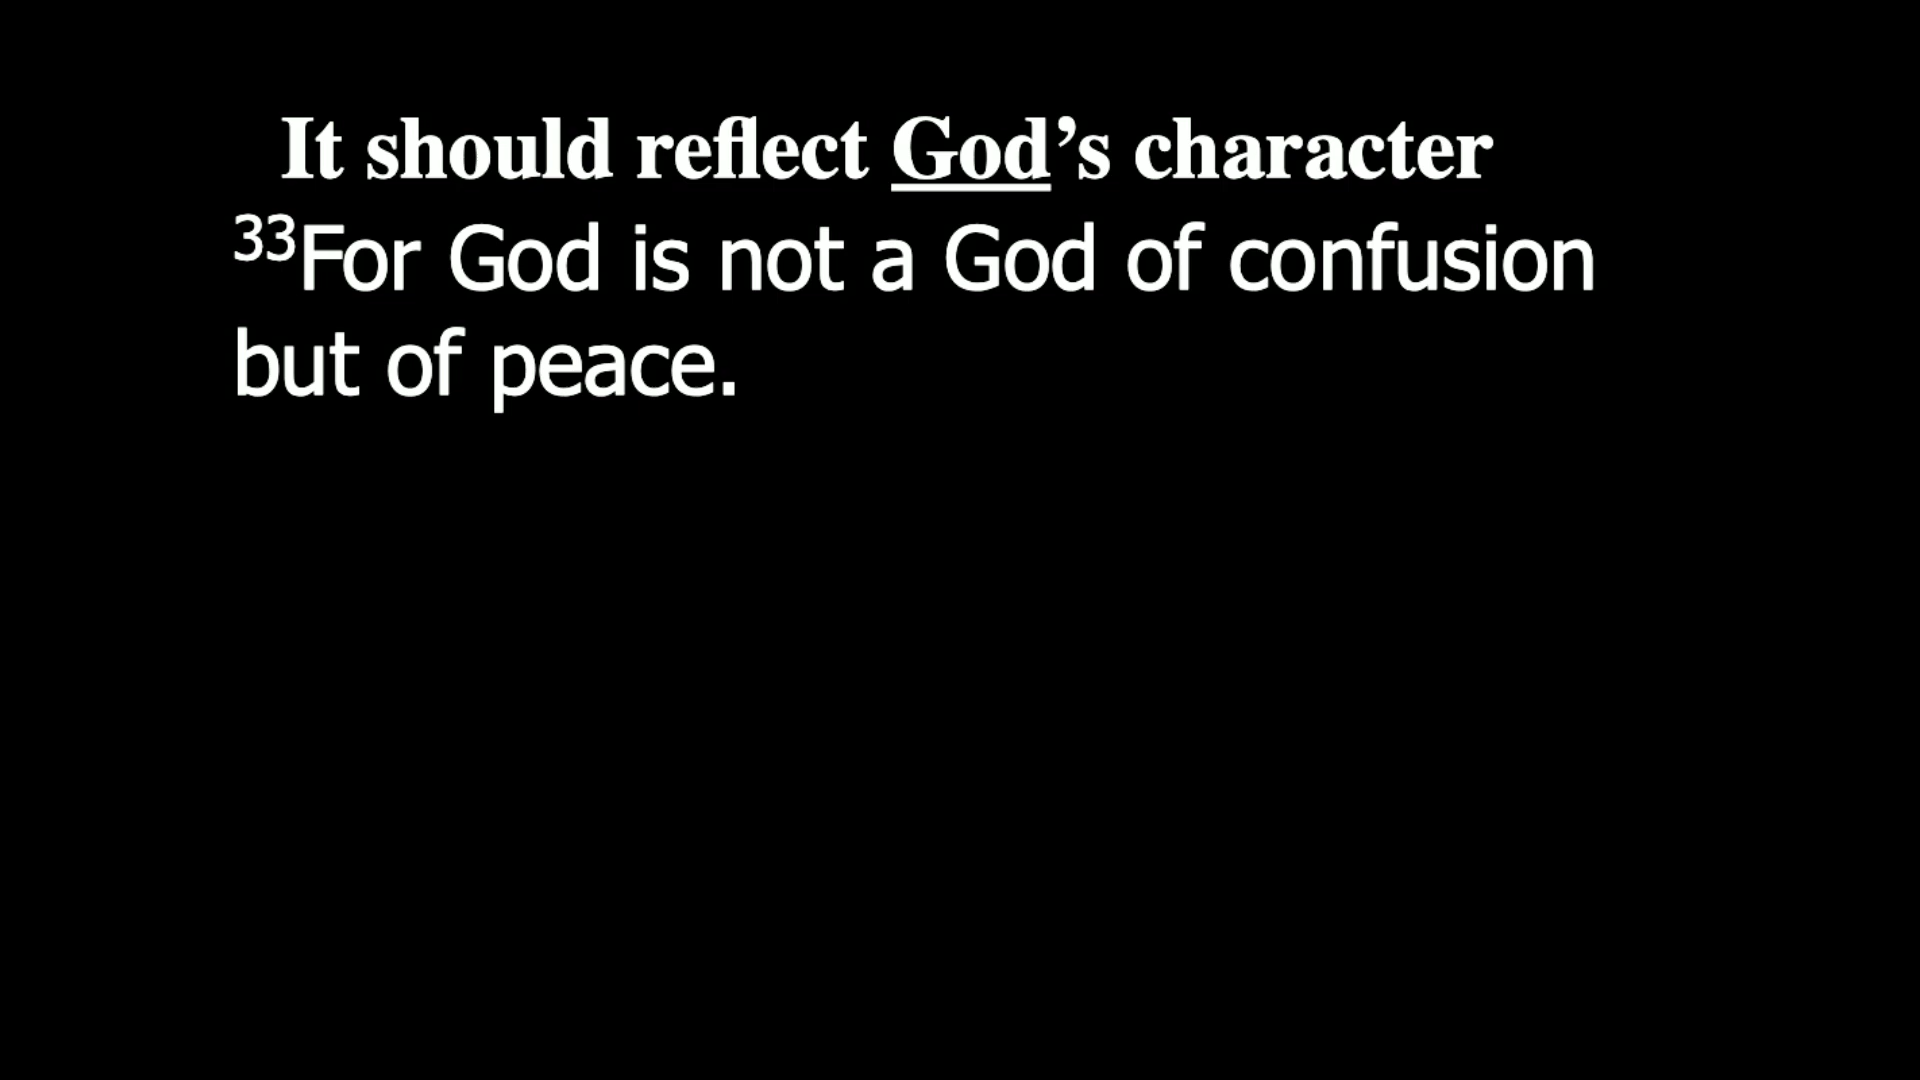 It should reflect God’s character
³³For God is not a God of confusion
but of peace.